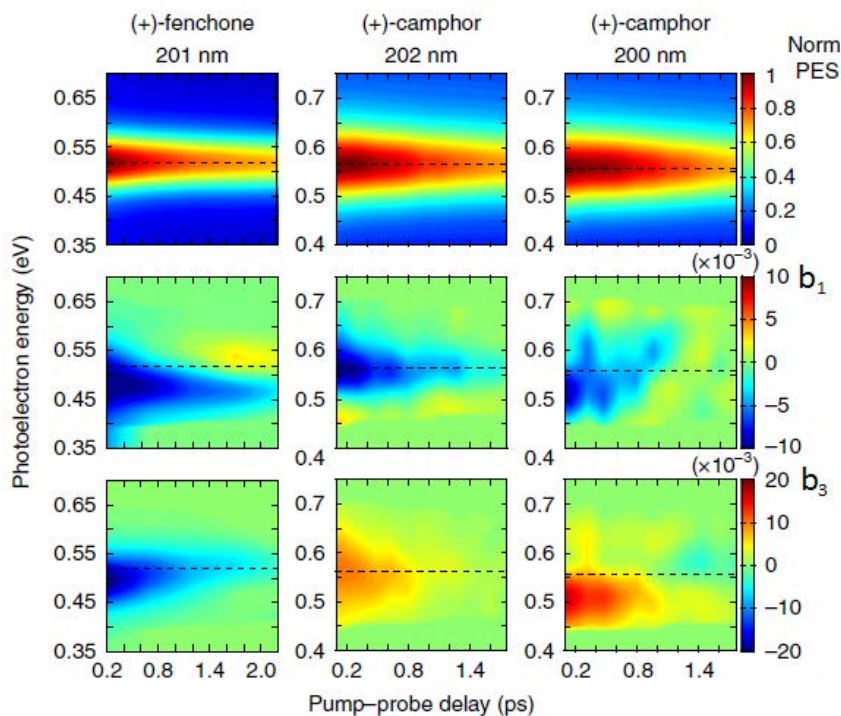 (+)-fenchone (+)-camphor (+)-camphor Norm
201 nm 202 nm 200 nm PES
0.65 0.7 0.7 1
0.8
0.55 0.6 0.6 0.6
0.45 0.5 0.5 0.4
0.2
0.35 0.4 0.4 0
(×10⁻³) b₁
0.65 0.7 0.7 10
5
0.55 0.6 0.6 0
0.45 0.5 0.5 −5
0.35 0.4 0.4 −10
(×10⁻³) b₃
0.65 0.7 0.7 20
10
0.55 0.6 0.6 0
0.45 0.5 0.5 −10
0.35 0.4 0.4 −20
0.2 0.8 1.4 2.0 0.2 0.8 1.4 0.2 0.8 1.4
Photoelectron energy (eV)
Pump–probe delay (ps)